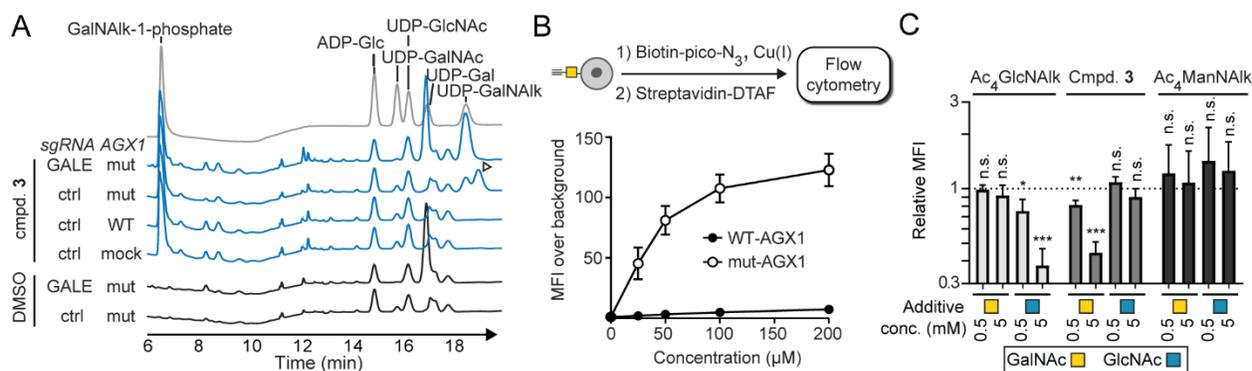 A
GalNAlk-1-phosphate
ADP-Glc
UDP-GlcNAc
UDP-GalNAc
UDP-Gal
UDP-GalNAlk
sgRNA AGX1
cmpd. 3
GALE mut
ctrl mut
ctrl WT
ctrl mock
DMSO
GALE mut
ctrl mut
6 8 10 12 14 16 18
Time (min)
B
1) Biotin-pico-N3, Cu(I)
2) Streptavidin-DTAF
Flow
cytometry
MFI over background
150
100
50
WT-AGX1
mut-AGX1
0 50 100 150 200
Concentration (µM)
C
Ac4GlcNAlk Cmpd. 3 Ac4ManNAlk
Relative MFI
3
1
0.3
n.s. n.s. * *** ** *** n.s. n.s. n.s. n.s. n.s. n.s.
Additive
conc. (mM)
0.5 5 0.5 5 0.5 5 0.5 5 0.5 5 0.5 5
GalNAc GlcNAc